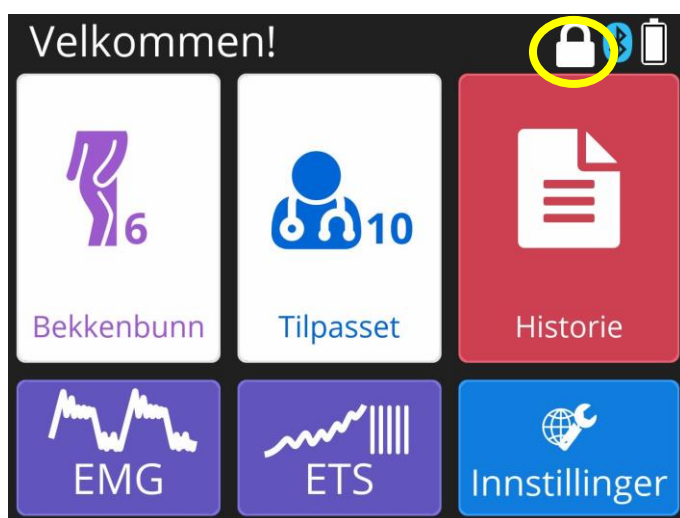 Velkommen!
6
10
Bekkenbunn
Tilpasset
Historie
EMG
ETS
Innstillinger